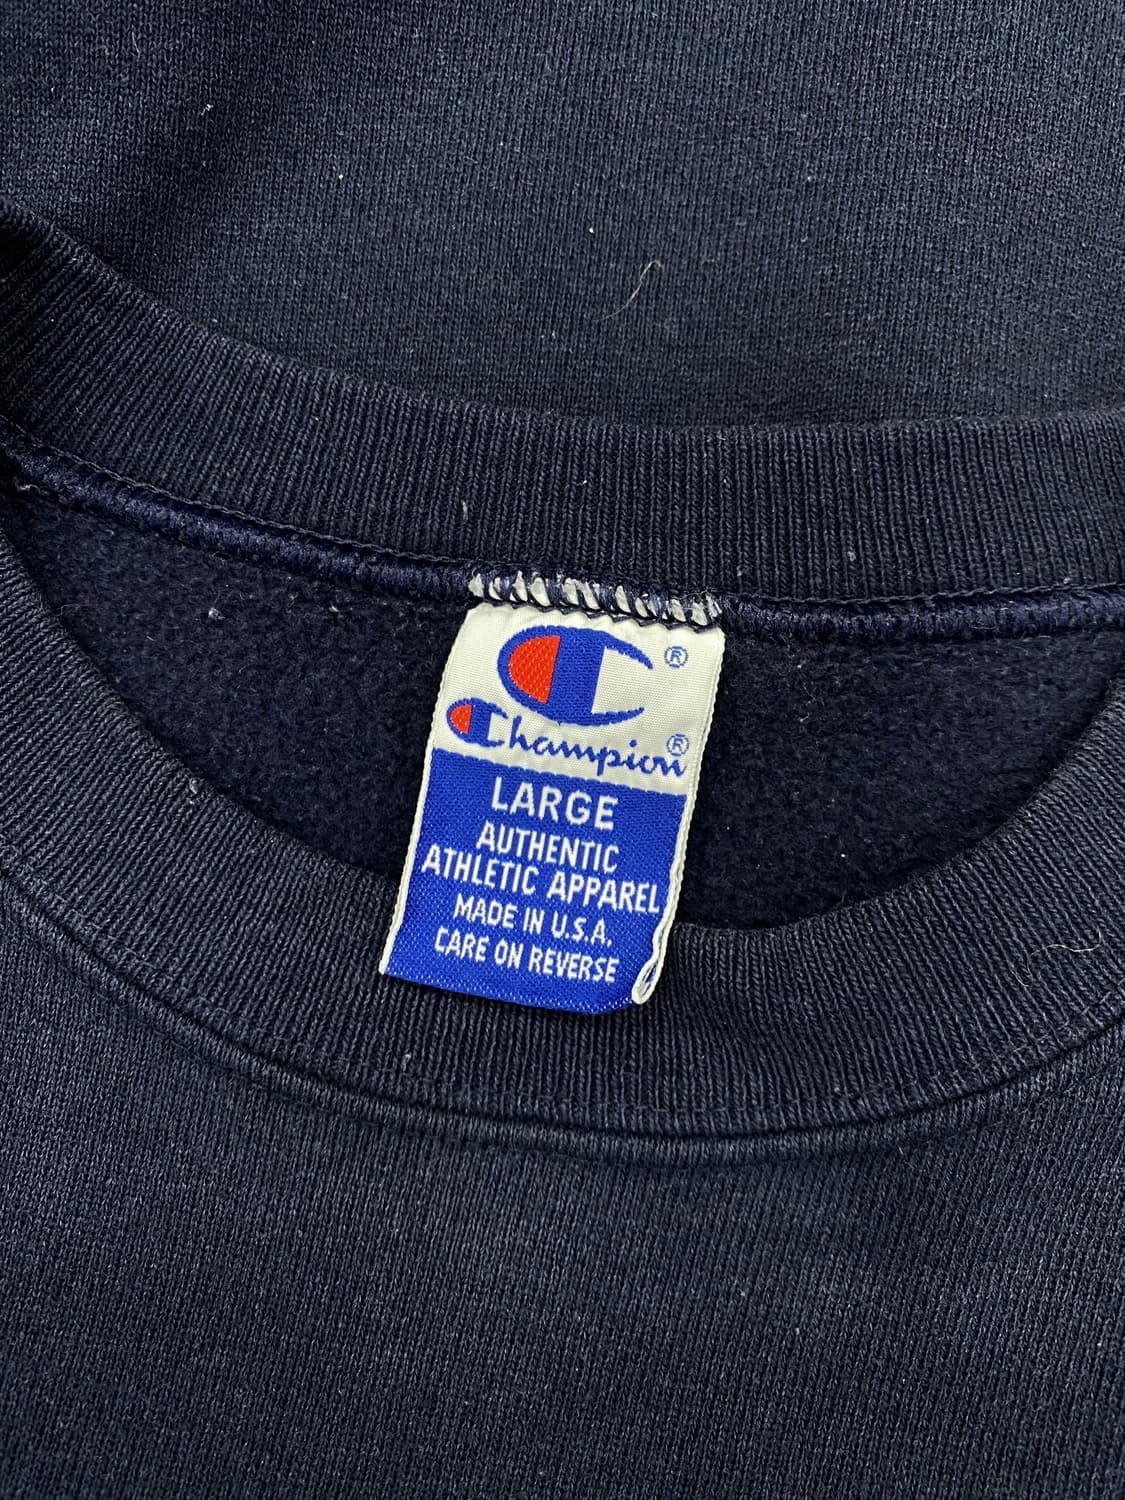 ®
Champion®
LARGE
AUTHENTIC
ATHLETIC APPAREL
MADE IN U.S.A.
CARE ON REVERSE